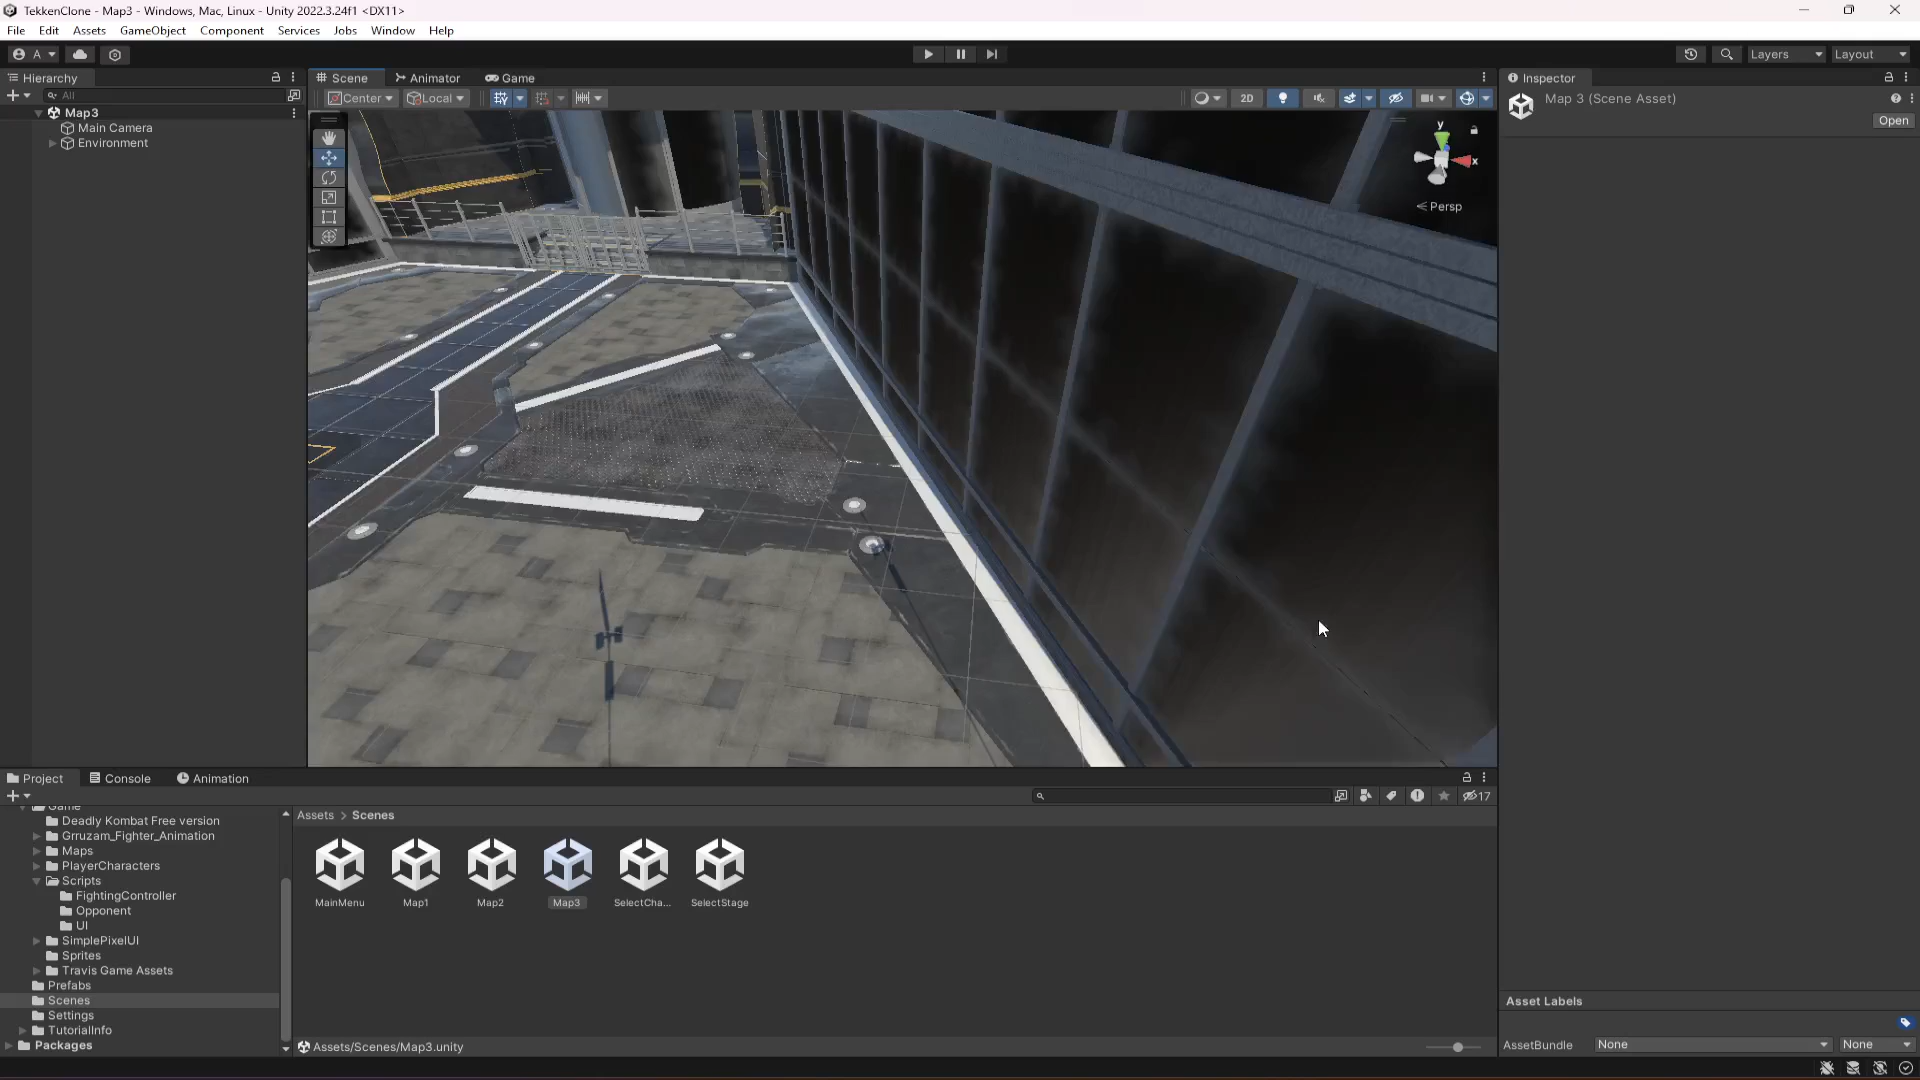 TekkenClone - Map3 - Windows, Mac, Linux - Unity 2022.3.24f1 <DX11>
File Edit Assets GameObject Component Services Jobs Window Help
A
Layers
Layout
Hierarchy
Scene
Animator
Game
Inspector
All
Center
Local
2D
Map 3 (Scene Asset)
Open
Map3
Main Camera
Environment
y
x
Persp
Project
Console
Animation
17
Game
Deadly Kombat Free version
Grruzam_Fighter_Animation
Maps
PlayerCharacters
Scripts
FightingController
Opponent
UI
SimplePixelUI
Sprites
Travis Game Assets
Prefabs
Scenes
Settings
TutorialInfo
Packages
Assets > Scenes
MainMenu
Map1
Map2
Map3
SelectCha...
SelectStage
Assets/Scenes/Map3.unity
Asset Labels
AssetBundle
None
None